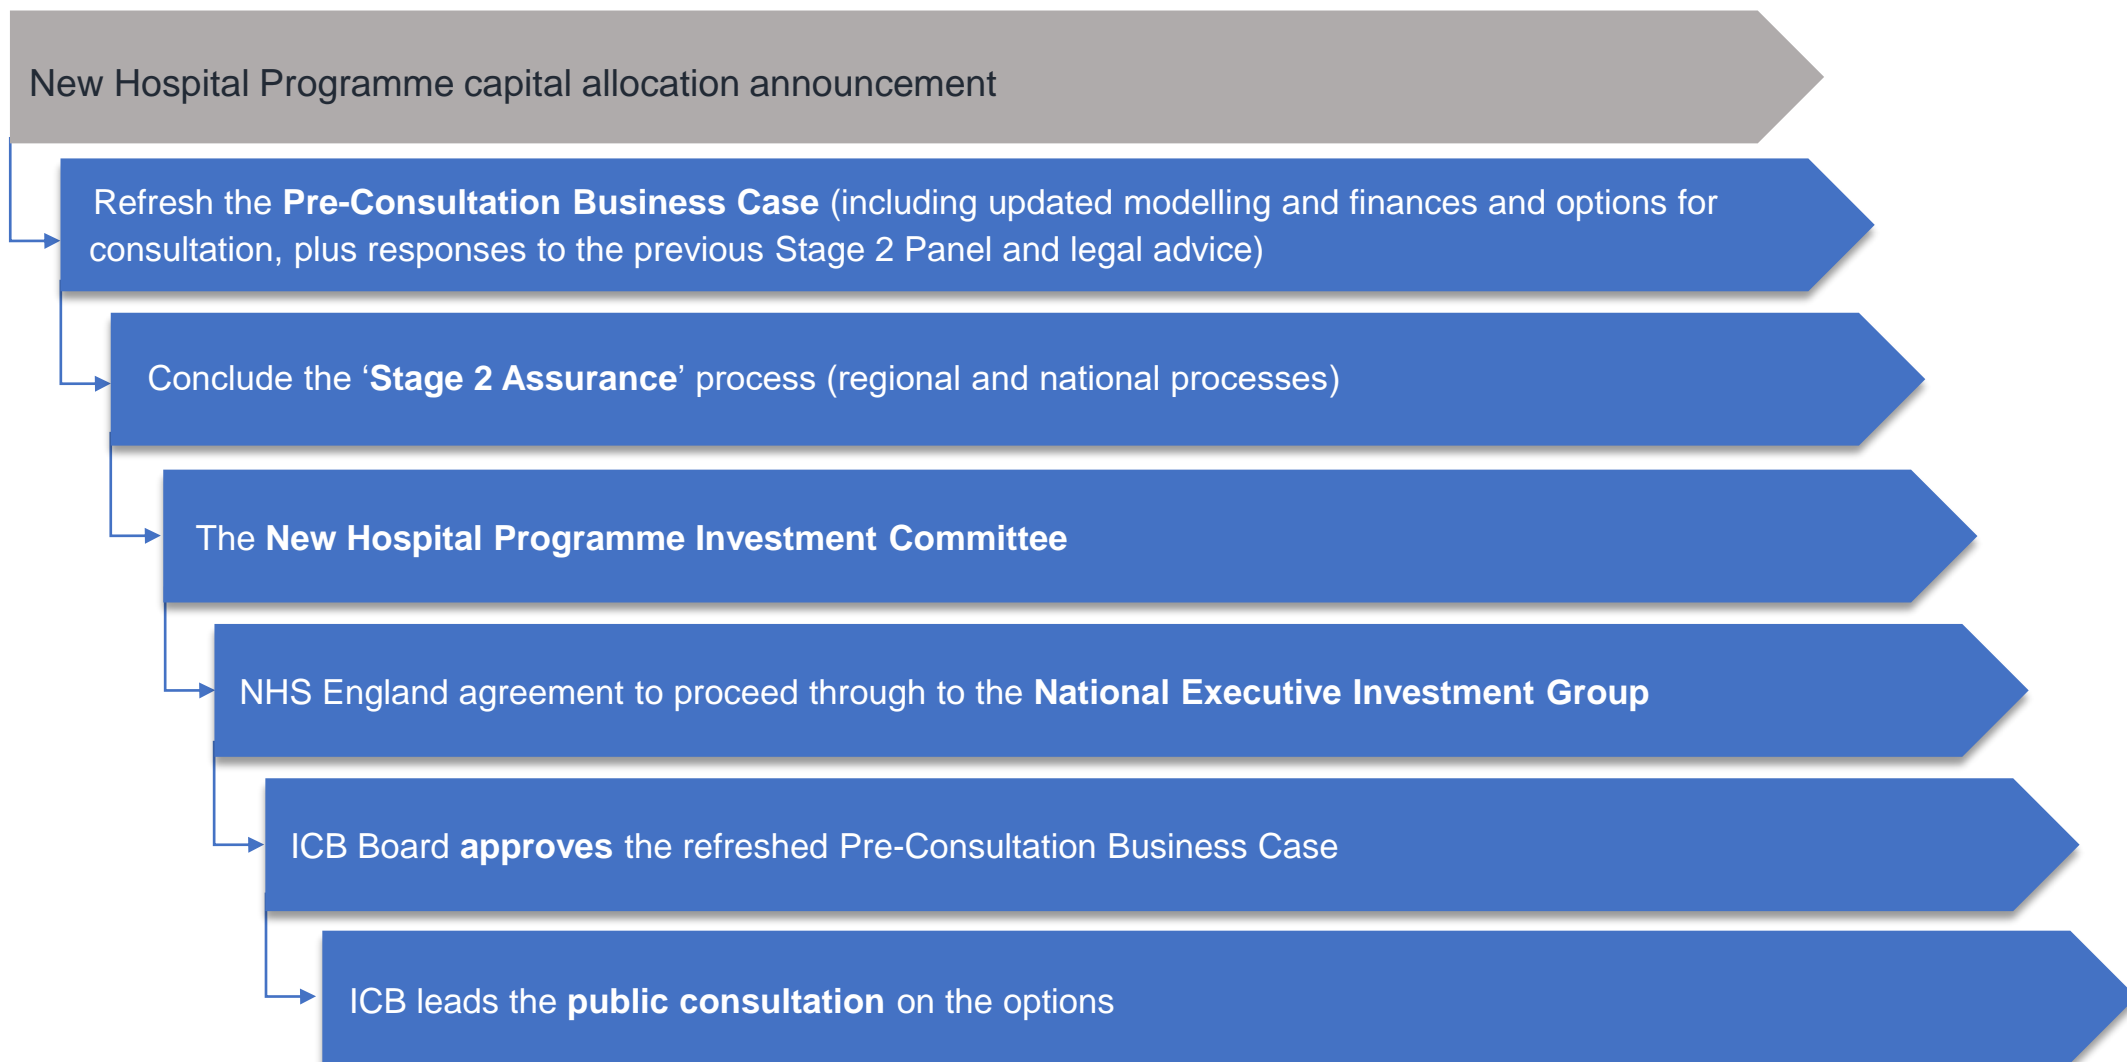 New Hospital Programme capital allocation announcement
Refresh the Pre-Consultation Business Case (including updated modelling and finances and options for
consultation, plus responses to the previous Stage 2 Panel and legal advice)
Conclude the ‘Stage 2 Assurance’ process (regional and national processes)
The New Hospital Programme Investment Committee
NHS England agreement to proceed through to the National Executive Investment Group
ICB Board approves the refreshed Pre-Consultation Business Case
ICB leads the public consultation on the options